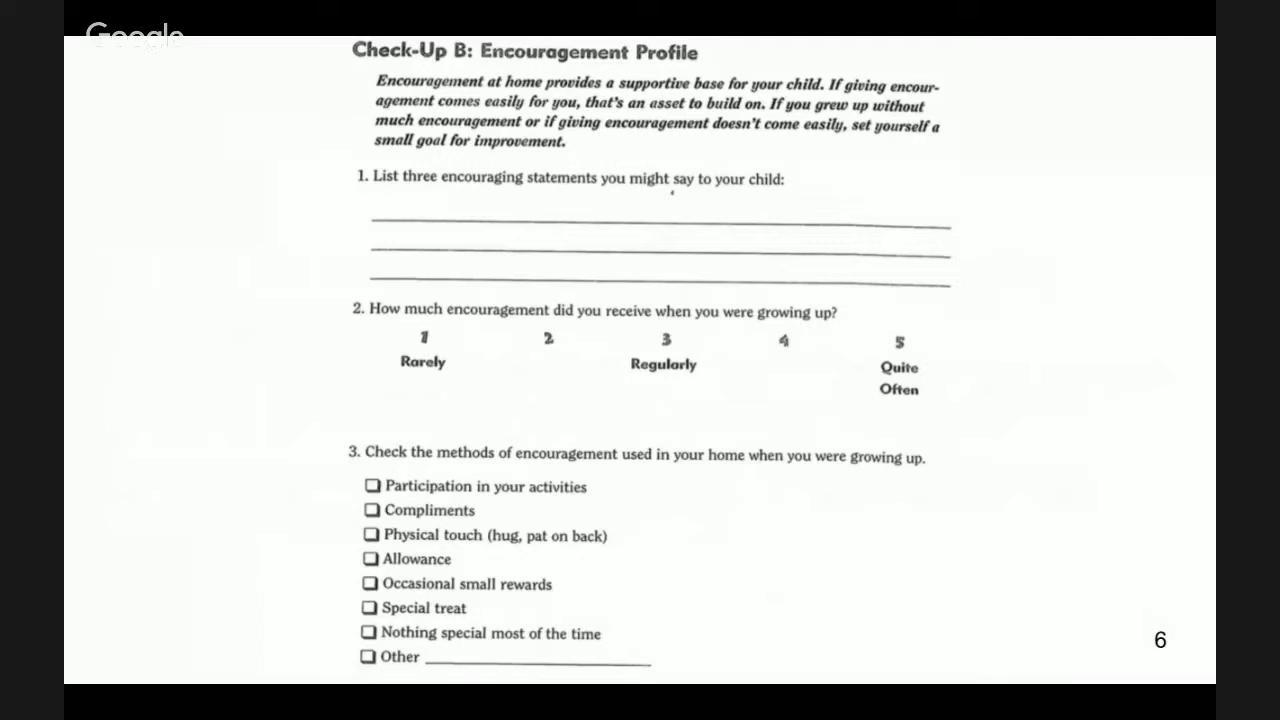 Google
Check-Up B: Encouragement Profile
Encouragement at home provides a supportive base for your child. If giving encour-
agement comes easily for you, that's an asset to build on. If you grew up without
much encouragement or if giving encouragement doesn't come easily, set yourself a
small goal for improvement.
1. List three encouraging statements you might say to your child:
2. How much encouragement did you receive when you were growing up?
1 2 3 4 5
Rarely Regularly Quite
Often
3. Check the methods of encouragement used in your home when you were growing up.
❏ Participation in your activities
❏ Compliments
❏ Physical touch (hug, pat on back)
❏ Allowance
❏ Occasional small rewards
❏ Special treat
❏ Nothing special most of the time
❏ Other
6